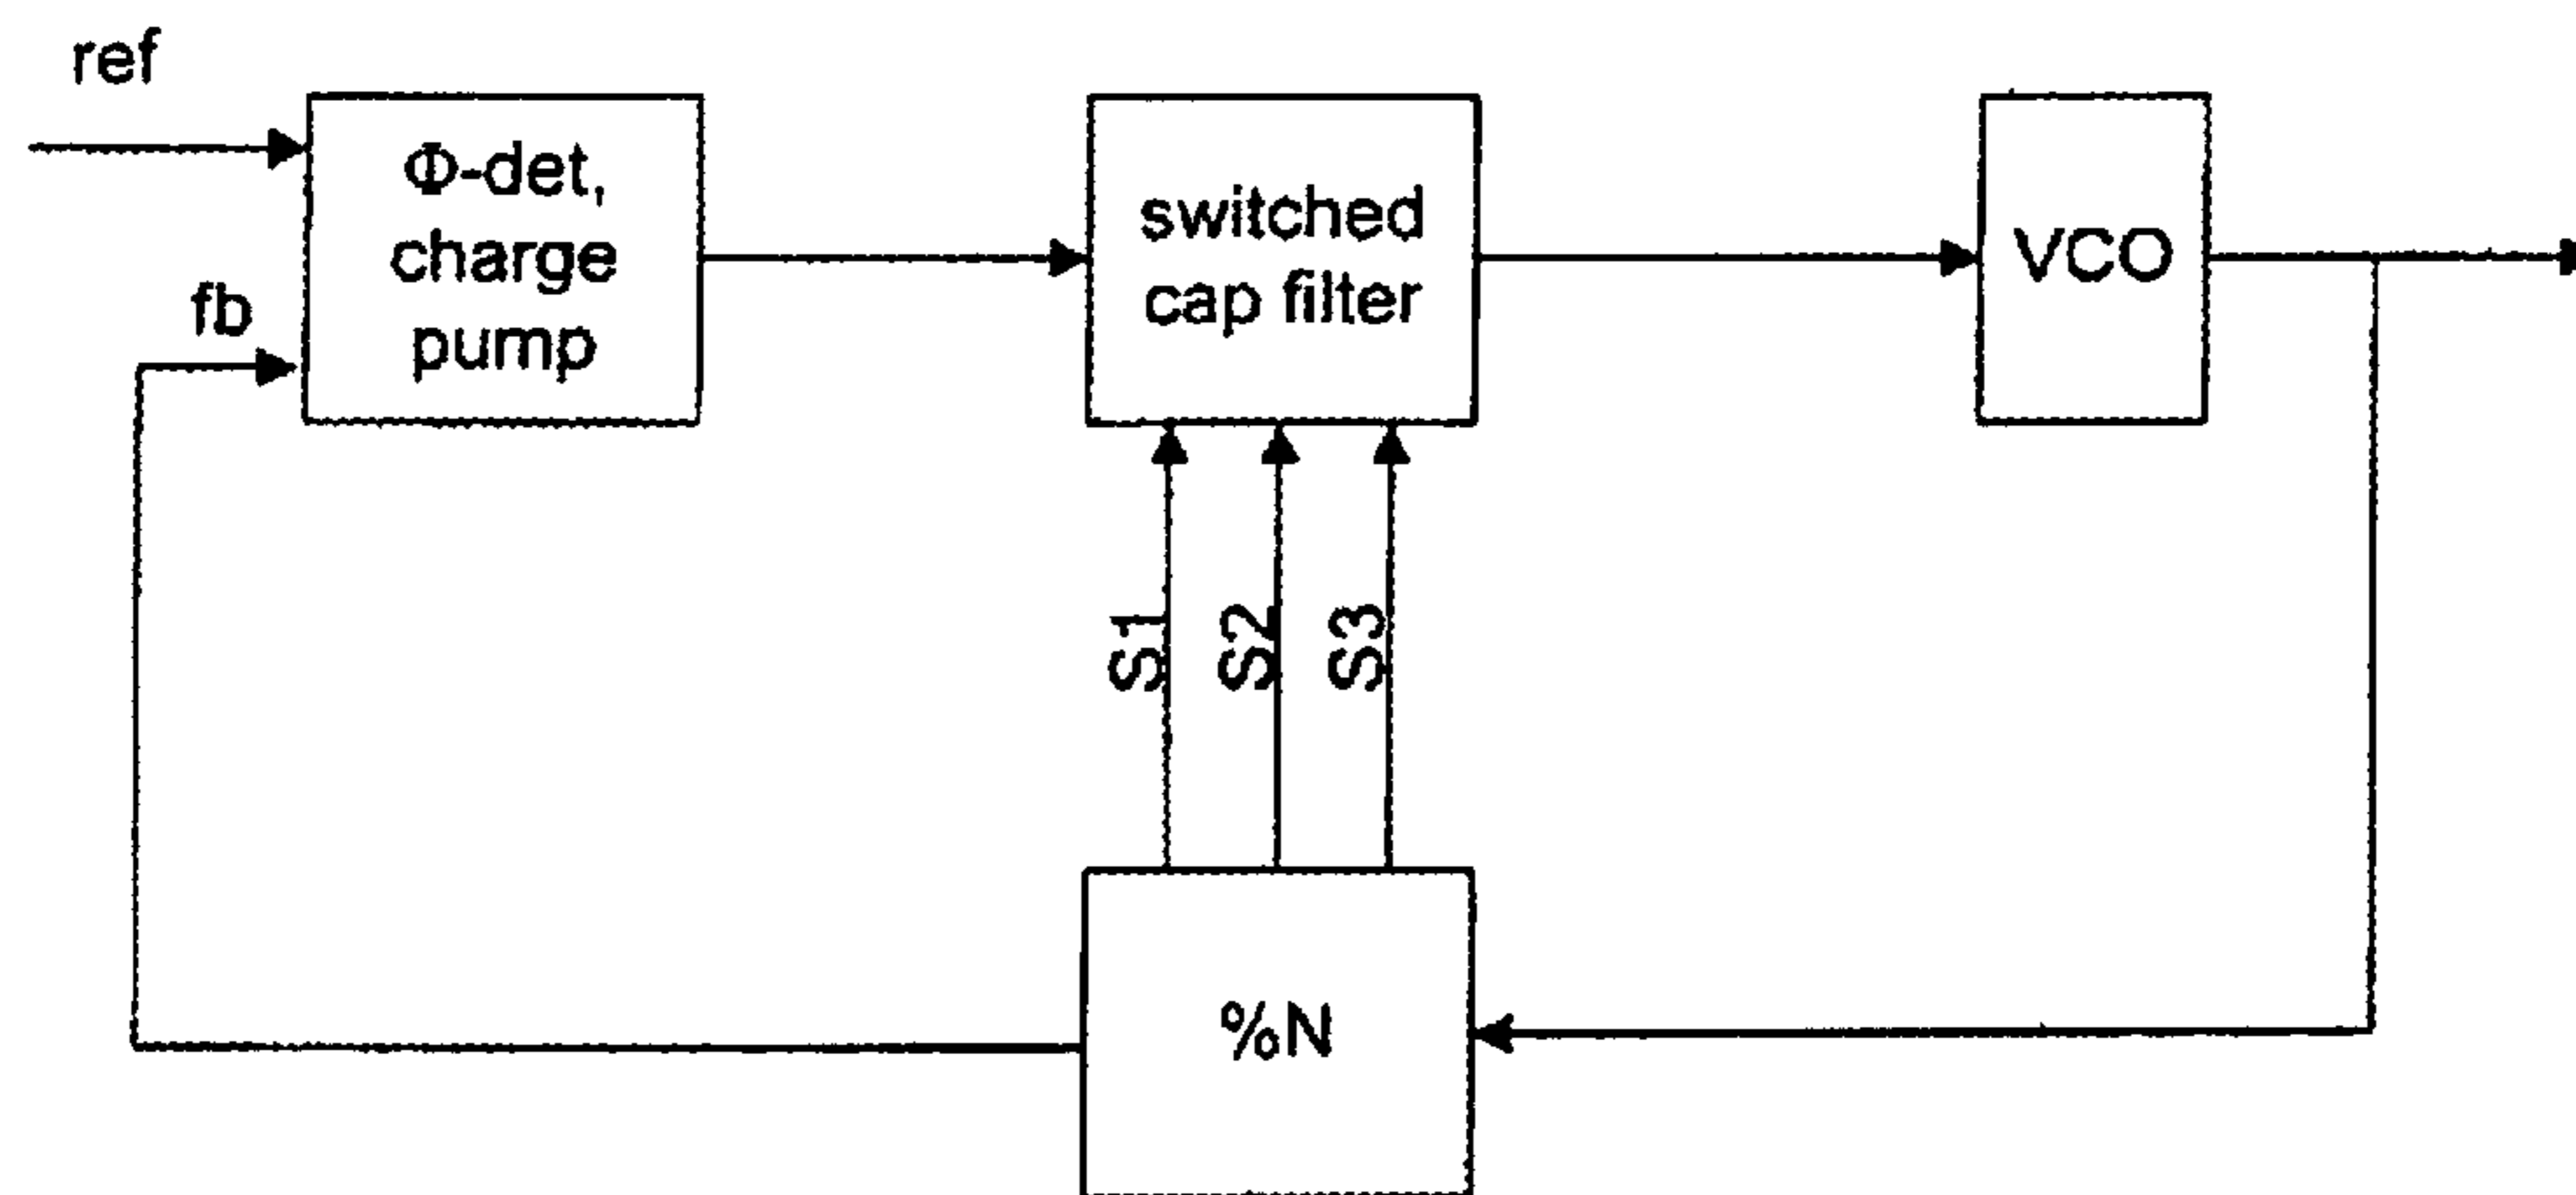 ref
Φ-det,
charge
pump
fb
switched
cap filter
VCO
S1
S2
S3
%N